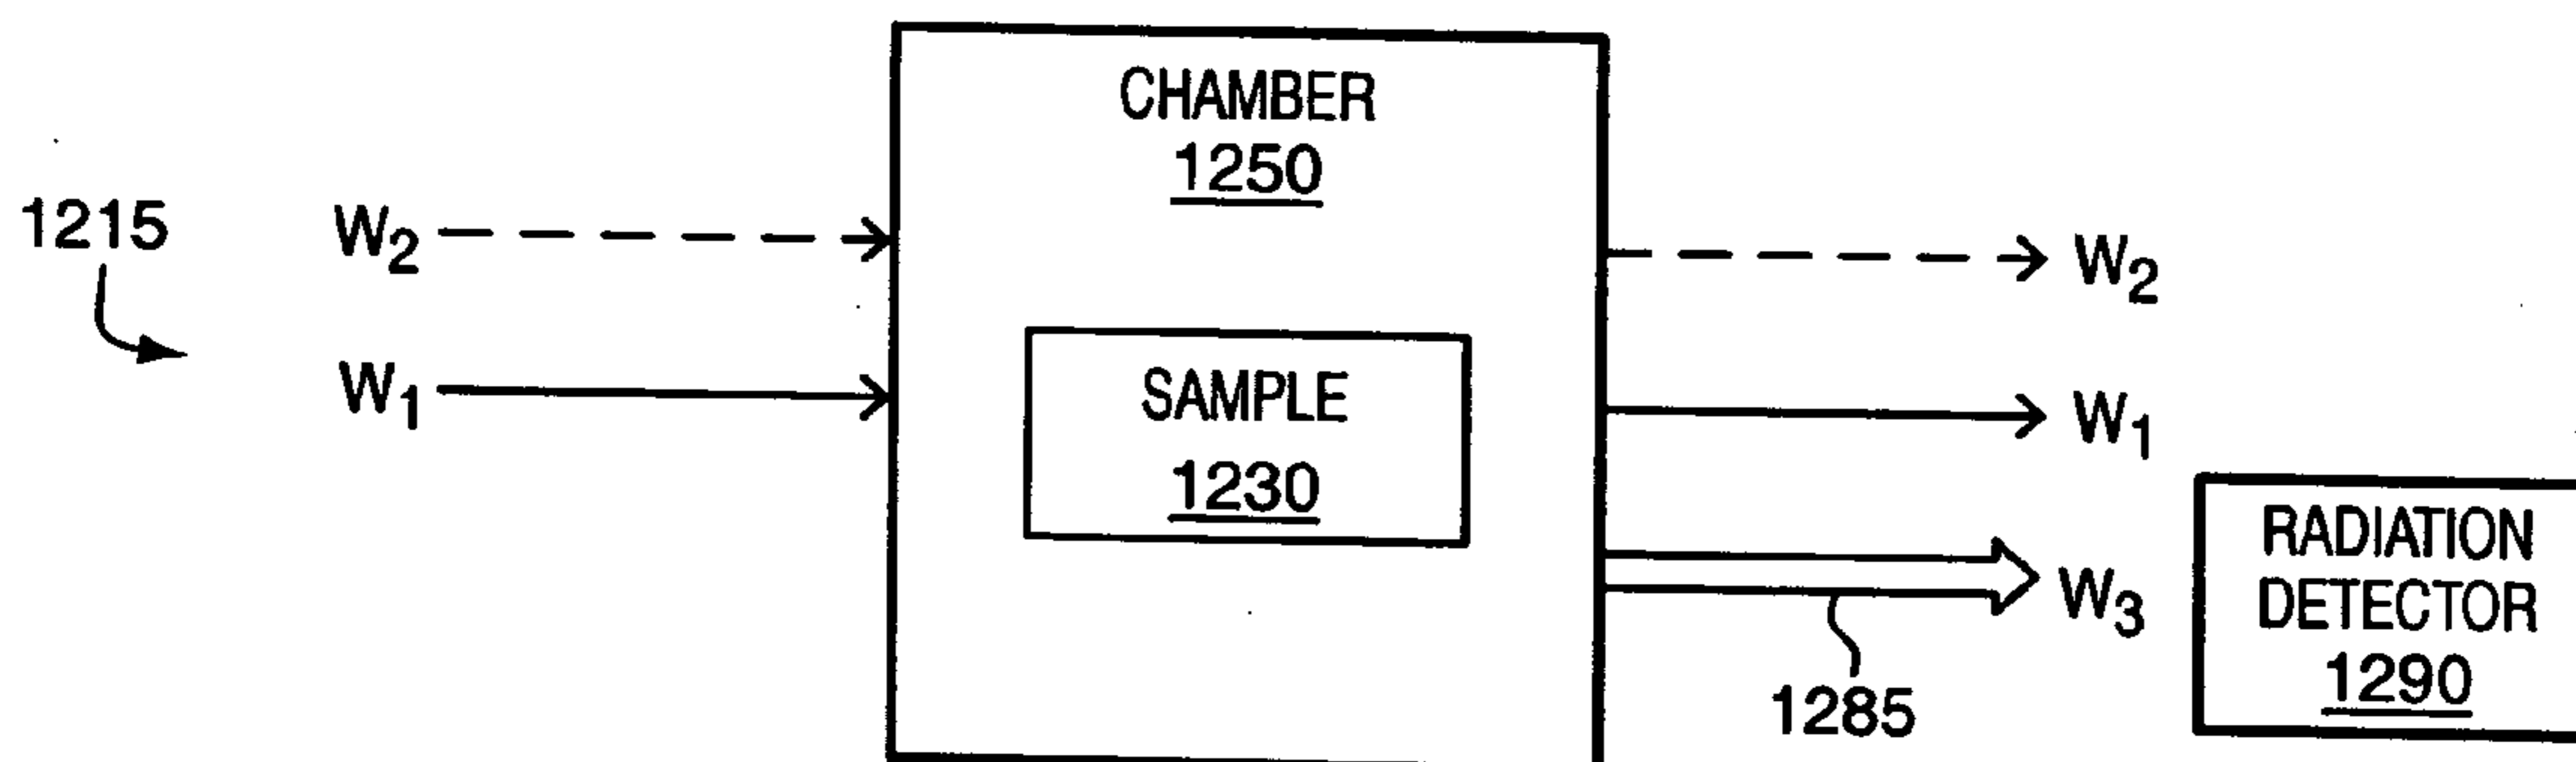 CHAMBER
1250
1215
W2
W2
W1
W1
SAMPLE
1230
W3
1285
RADIATION
DETECTOR
1290